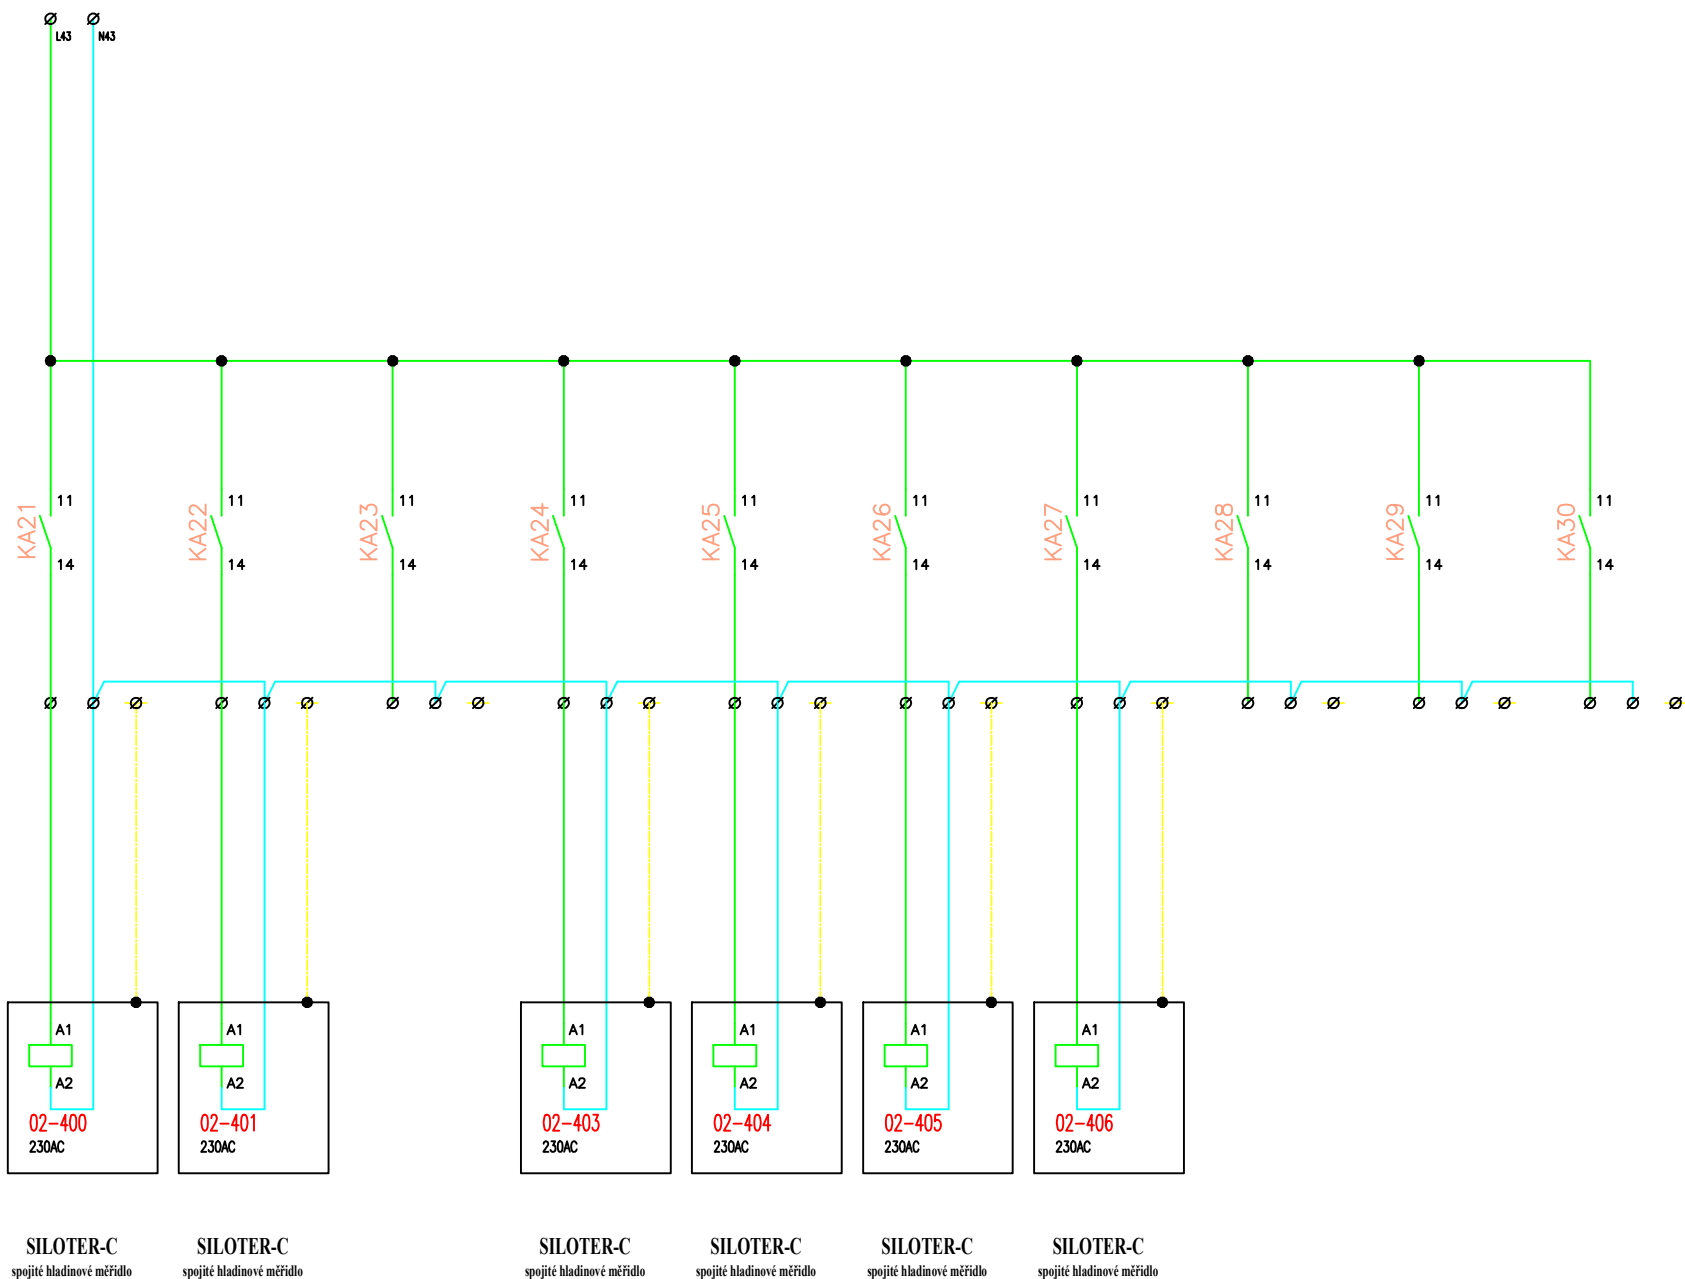 L43 N43
11 11 11 11 11 11 11 11 11 11
KA21 KA22 KA23 KA24 KA25 KA26 KA27 KA28 KA29 KA30
14 14 14 14 14 14 14 14 14 14
A1 A1 A1 A1 A1 A1
A2 A2 A2 A2 A2 A2
02-400 02-401 02-403 02-404 02-405 02-406
230AC 230AC 230AC 230AC 230AC 230AC
SILOTER-C SILOTER-C SILOTER-C SILOTER-C SILOTER-C SILOTER-C
spojité hladinové měřidlo spojité hladinové měřidlo spojité hladinové měřidlo spojité hladinové měřidlo spojité hladinové měřidlo spojité hladinové měřidlo